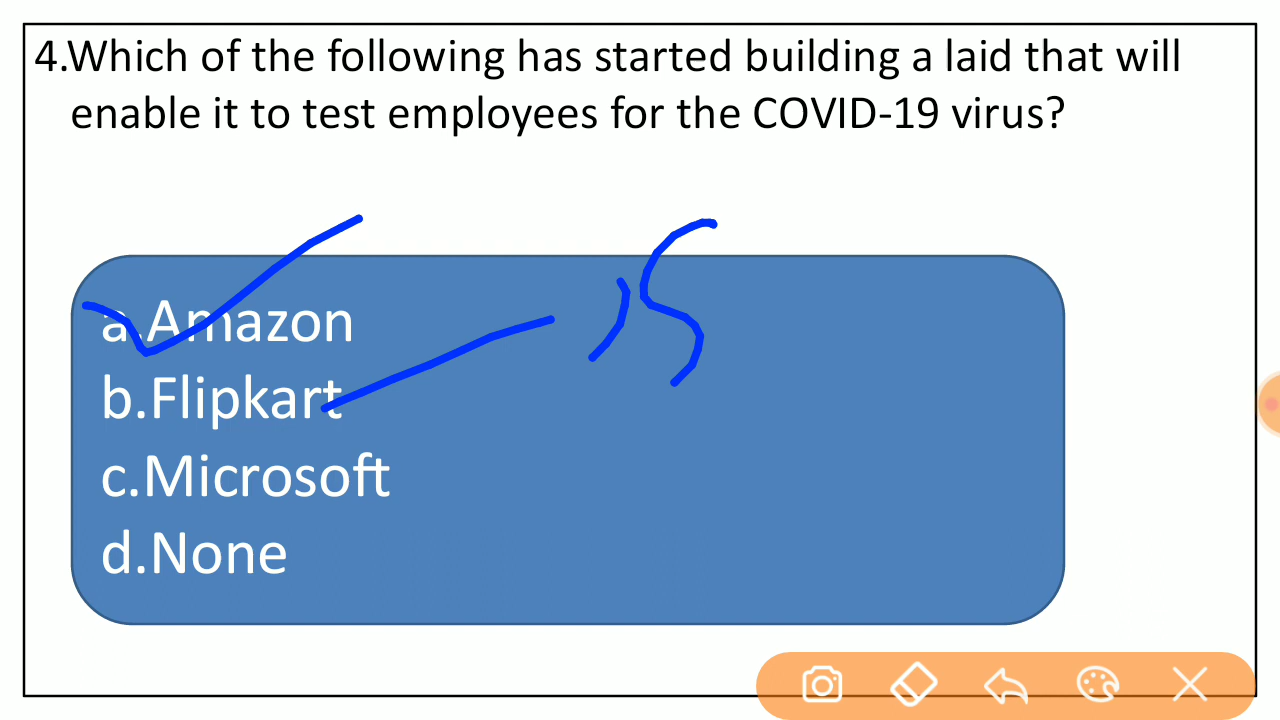 4.Which of the following has started building a laid that will
enable it to test employees for the COVID-19 virus?
a.Amazon
b.Flipkart
c.Microsoft
d.None